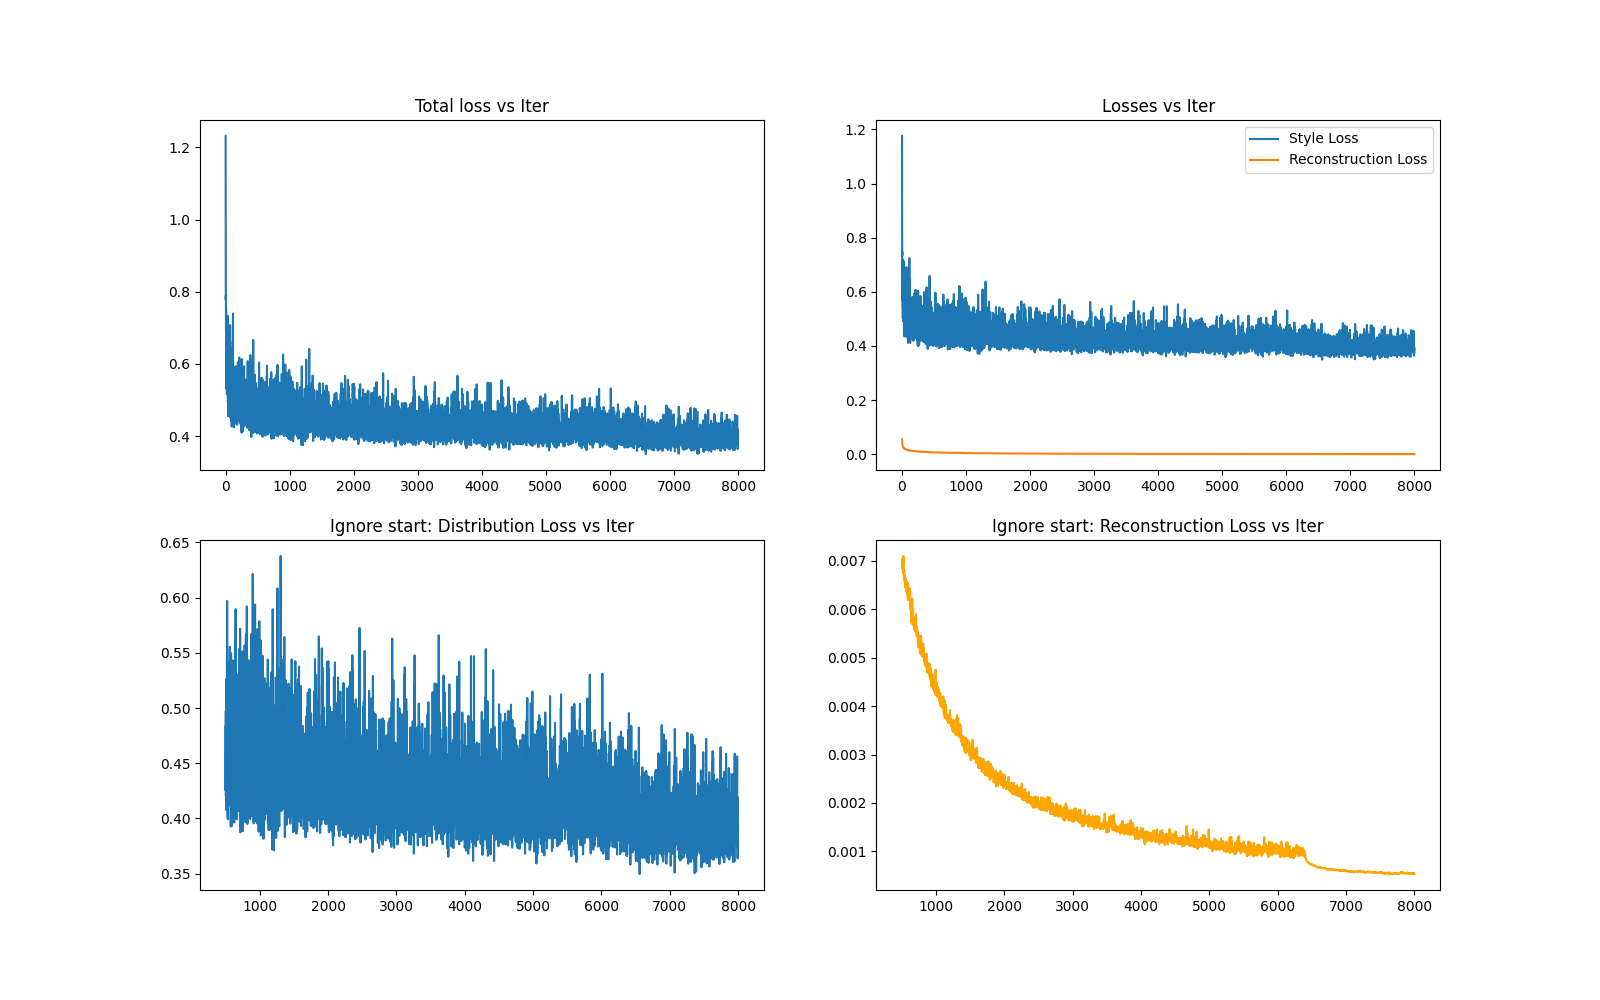 Total loss vs Iter
1.2
1.0
0.8
0.6
0.4
0 1000 2000 3000 4000 5000 6000 7000 8000
Losses vs Iter
Style Loss
Reconstruction Loss
1.2
1.0
0.8
0.6
0.4
0.2
0.0
0 1000 2000 3000 4000 5000 6000 7000 8000
Ignore start: Distribution Loss vs Iter
0.65
0.60
0.55
0.50
0.45
0.40
0.35
1000 2000 3000 4000 5000 6000 7000 8000
Ignore start: Reconstruction Loss vs Iter
0.007
0.006
0.005
0.004
0.003
0.002
0.001
1000 2000 3000 4000 5000 6000 7000 8000